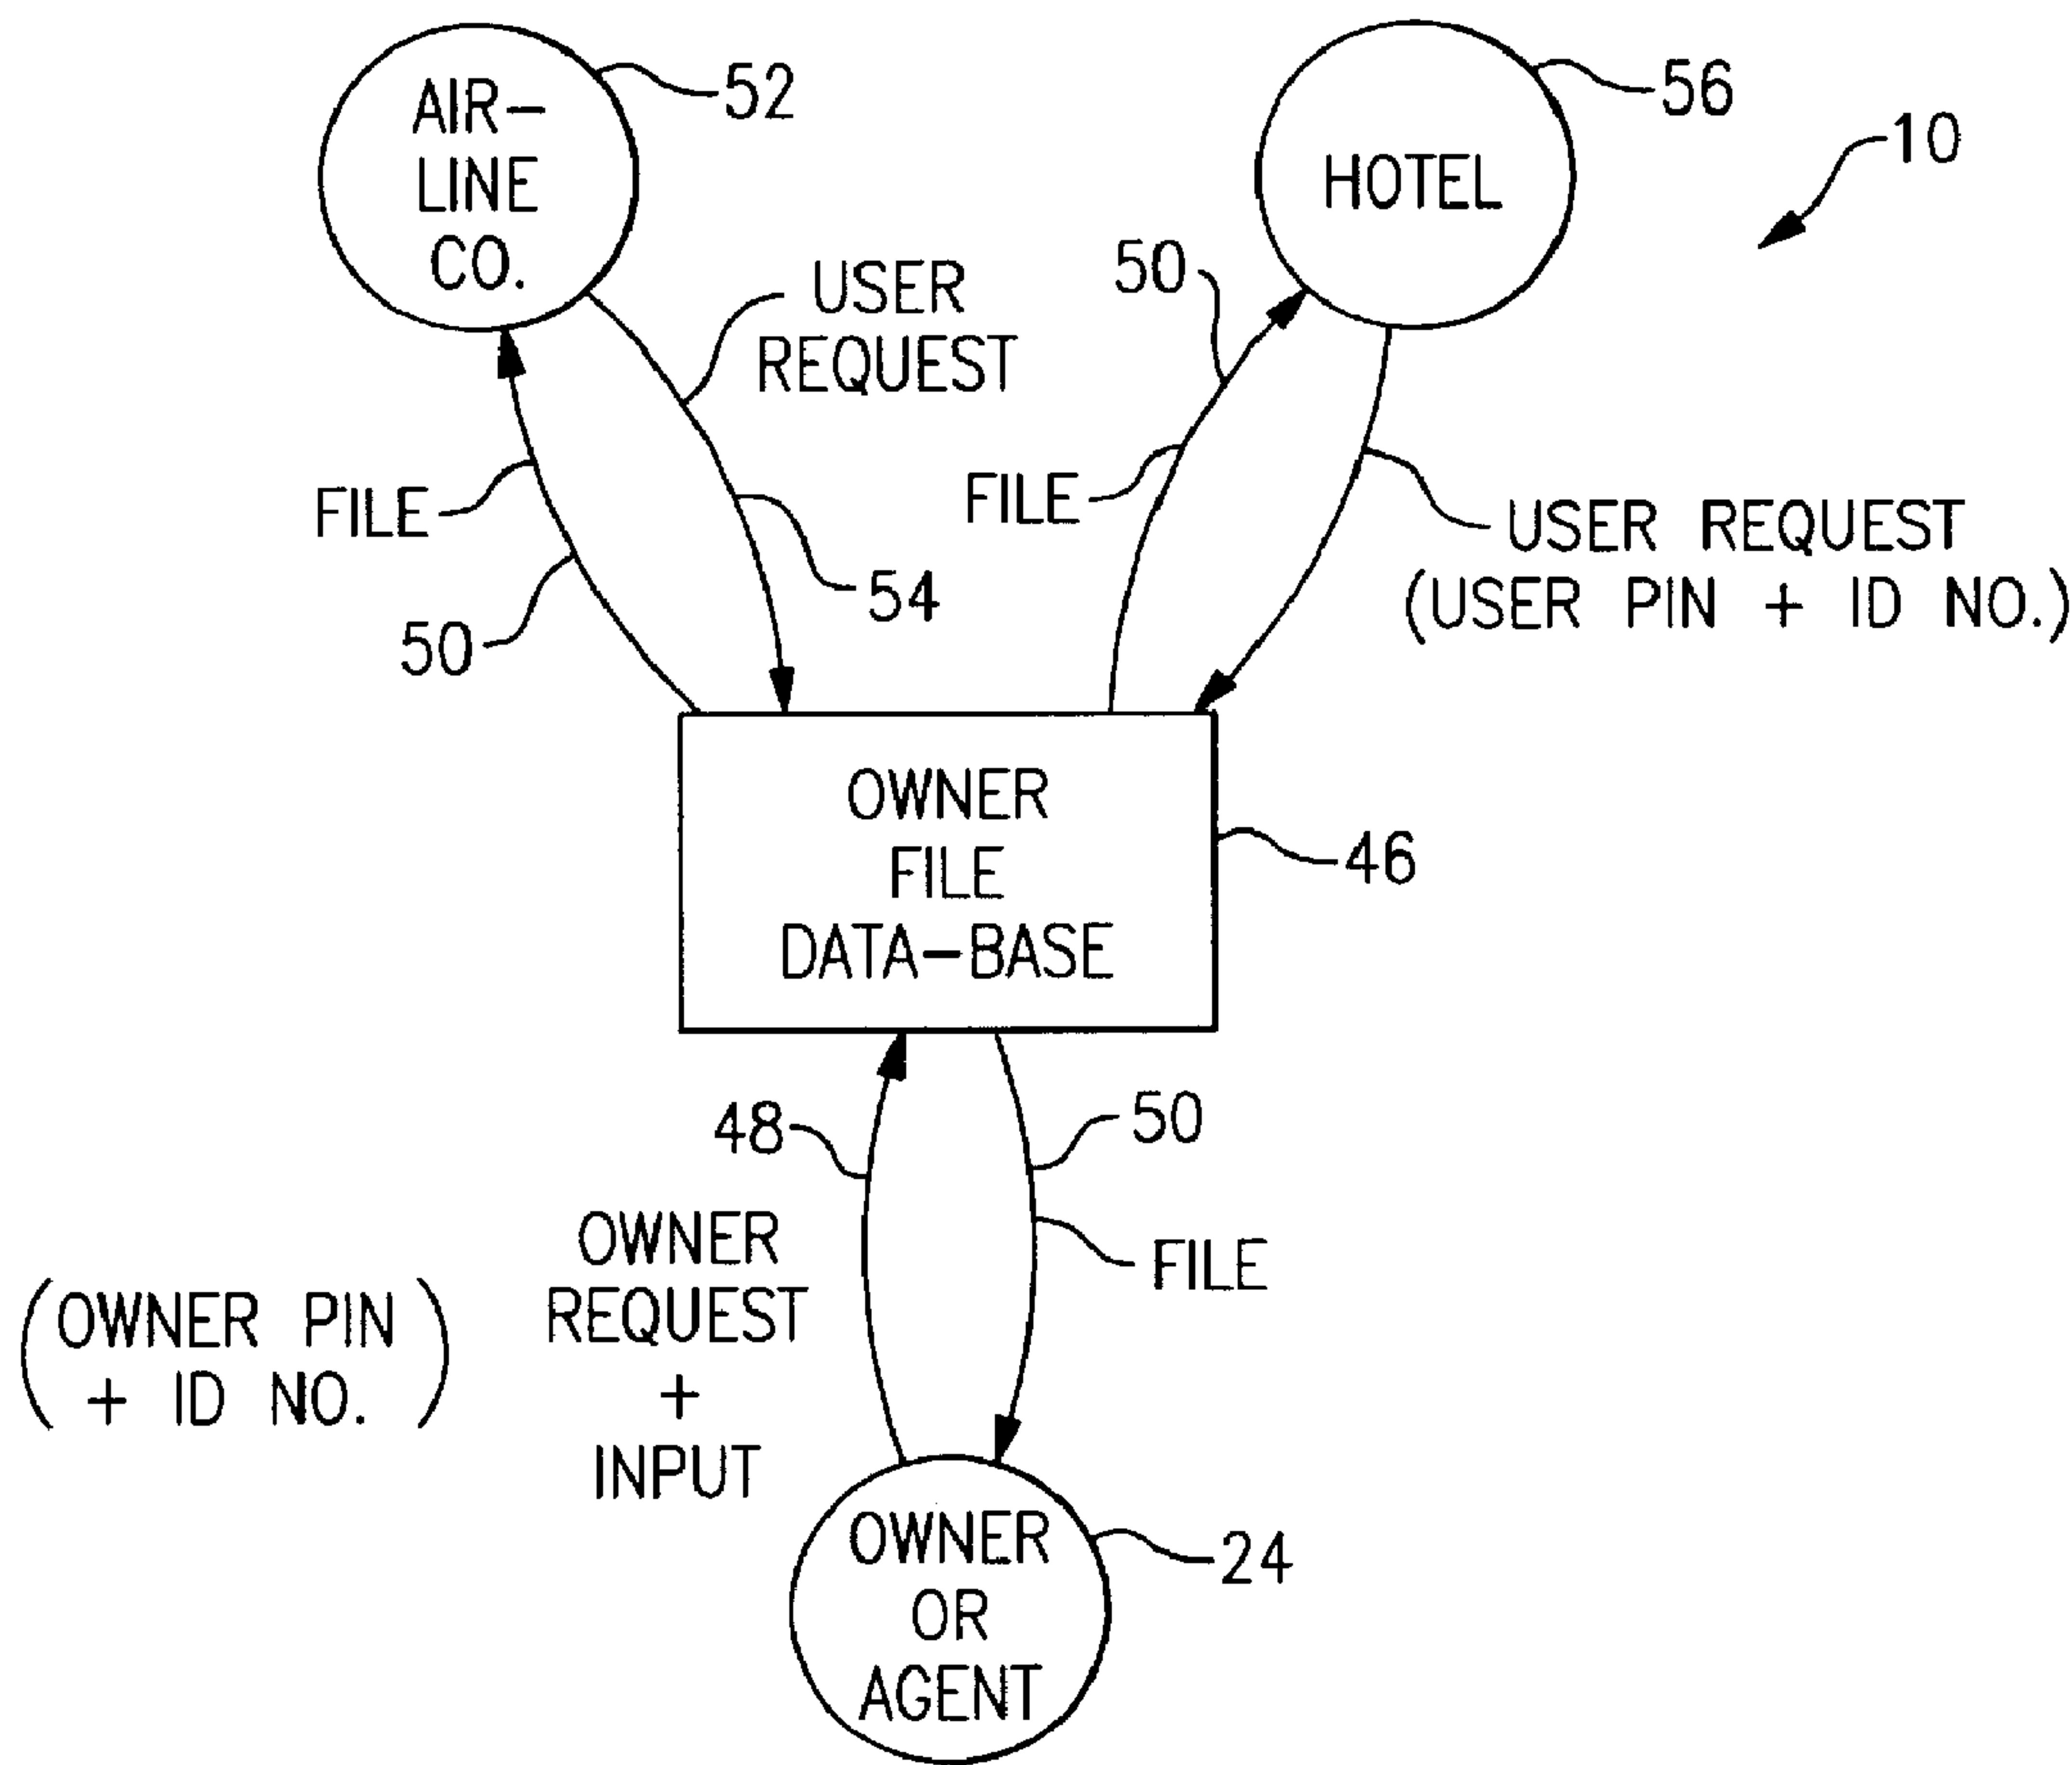 AIR-
LINE
CO.
52
HOTEL
56
10
USER
REQUEST
50
FILE
FILE
54
50
USER REQUEST
(USER PIN + ID NO.)
OWNER
FILE
DATA-BASE
46
48
50
OWNER
REQUEST
+
INPUT
FILE
(OWNER PIN
+ ID NO.)
OWNER
OR
AGENT
24